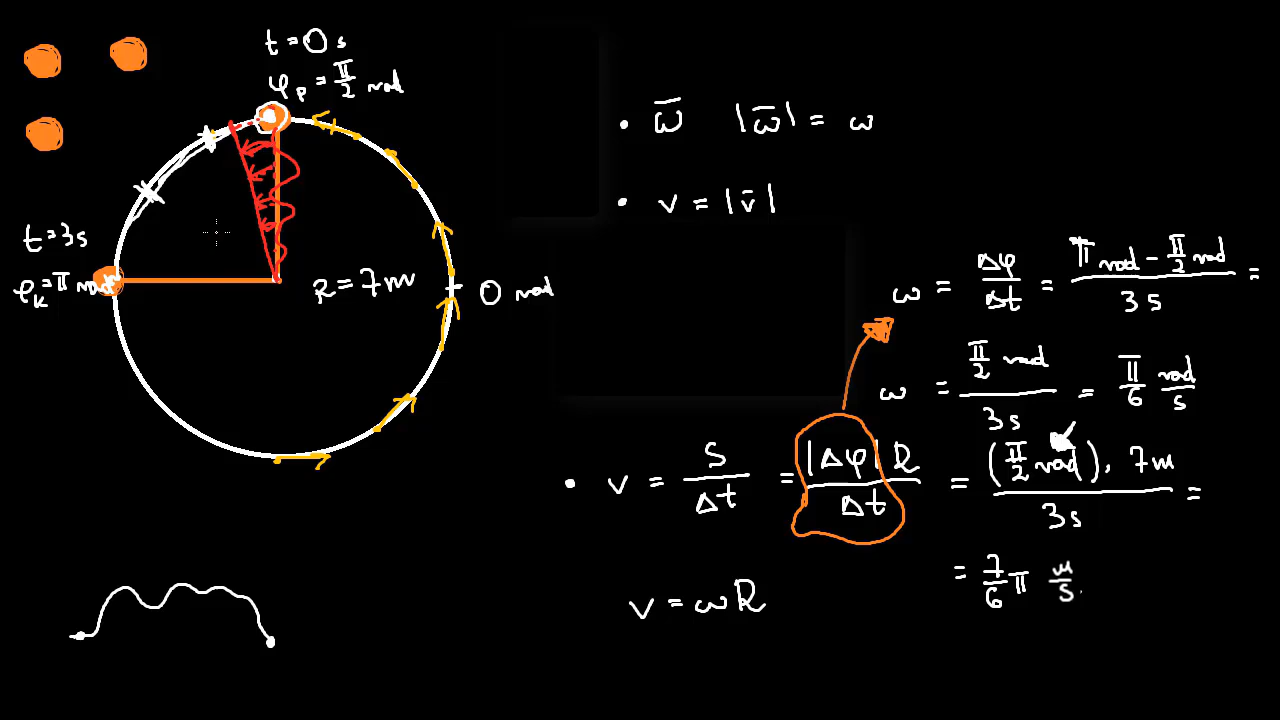 t = 0 s
φp = π/2 rad
t = 3s
φk = π rad
R = 7m
0 rad
• ω̅ |ω̅| = ω
• v = |v̅|
ω = Δφ/Δt = (π rad − π/2 rad)/3s =
ω = (π/2 rad)/3s = π/6 rad/s
• v = S/Δt = |Δφ| R/Δt = (π/2 rad). 7m/3s =
= 7/6 π m/s.
v = ωR